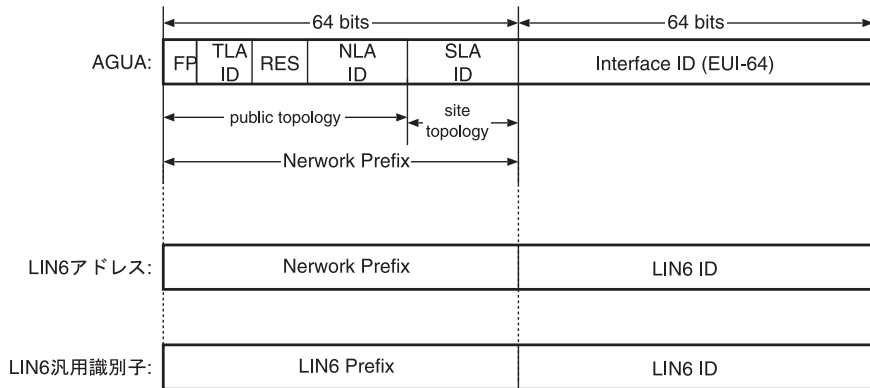 64 bits 64 bits
AGUA: FP TLA ID RES NLA ID SLA ID Interface ID (EUI-64)
public topology site topology
Nerwork Prefix
LIN6アドレス: Nerwork Prefix LIN6 ID
LIN6汎用識別子: LIN6 Prefix LIN6 ID